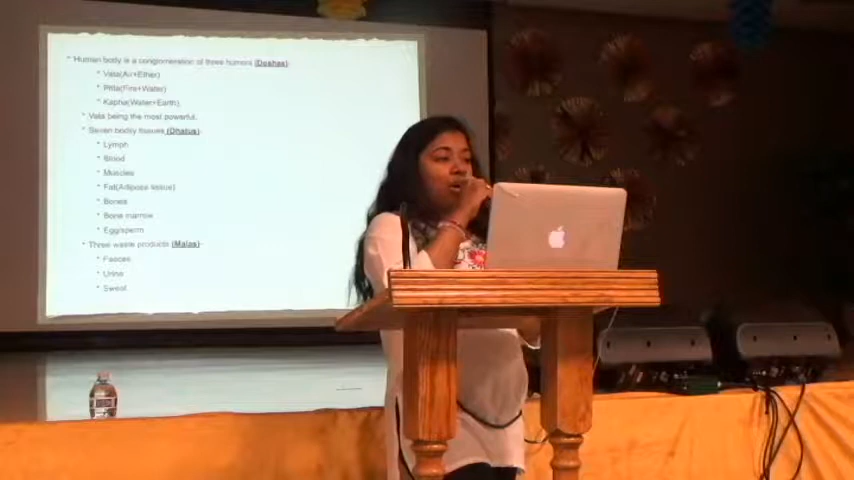 Human body is a conglomeration of three humors (Doshas)
Vata(Air+Ether)
Pitta(Fire+Water)
Kapha(Water+Earth)
Vata being the most powerful.
Seven bodily tissues (Dhatus)
Lymph
Blood
Muscles
Fat(Adipose tissue)
Bones
Bone marrow
Egg/sperm
Three waste products (Malas)
Faeces
Urine
Sweat